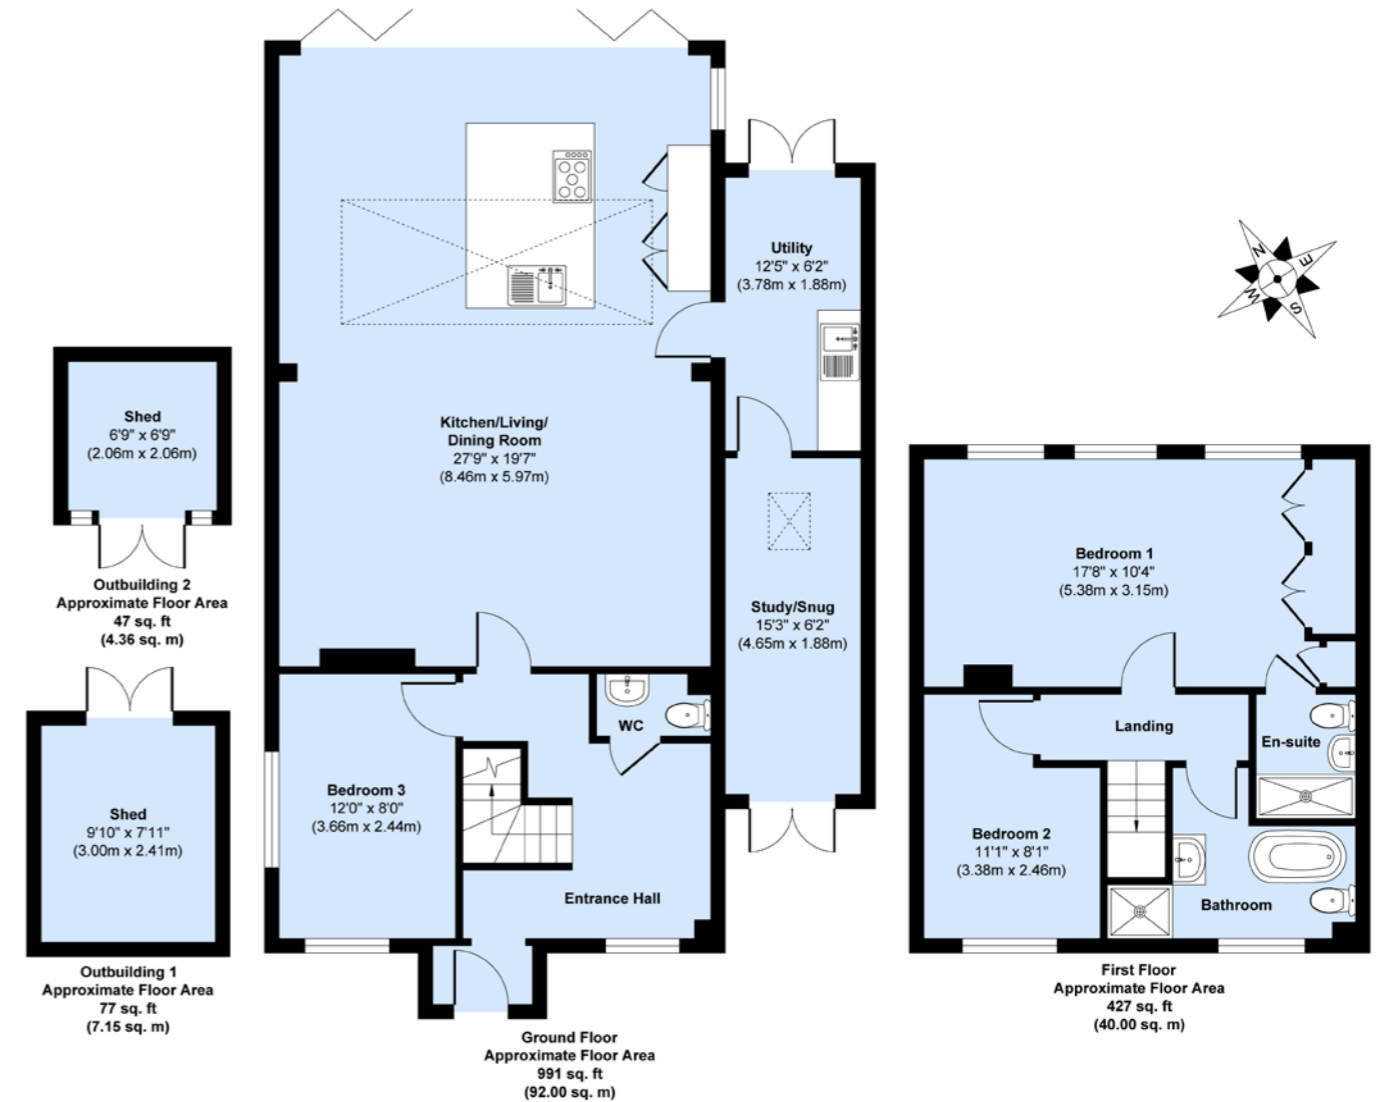 Kitchen/Living/
Dining Room
27'9" x 19'7"
(8.46m x 5.97m)
Utility
12'5" x 6'2"
(3.78m x 1.88m)
N
E
S
W
Shed
6'9" x 6'9"
(2.06m x 2.06m)
Outbuilding 2
Approximate Floor Area
47 sq. ft
(4.36 sq. m)
Study/Snug
15'3" x 6'2"
(4.65m x 1.88m)
Bedroom 1
17'8" x 10'4"
(5.38m x 3.15m)
WC
Landing
En-suite
Shed
9'10" x 7'11"
(3.00m x 2.41m)
Bedroom 3
12'0" x 8'0"
(3.66m x 2.44m)
Entrance Hall
Bedroom 2
11'1" x 8'1"
(3.38m x 2.46m)
Bathroom
Outbuilding 1
Approximate Floor Area
77 sq. ft
(7.15 sq. m)
Ground Floor
Approximate Floor Area
991 sq. ft
(92.00 sq. m)
First Floor
Approximate Floor Area
427 sq. ft
(40.00 sq. m)